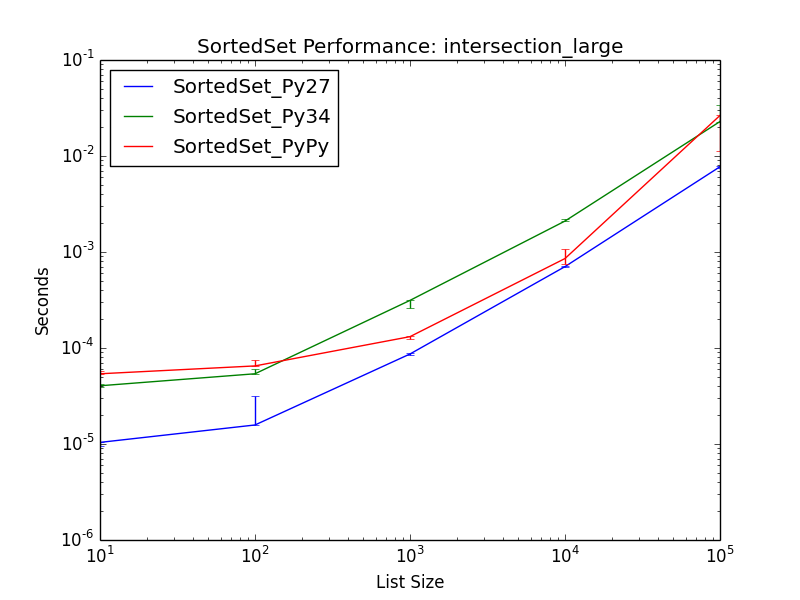 SortedSet Performance: intersection_large
10^-1
SortedSet_Py27
SortedSet_Py34
SortedSet_PyPy
10^-2
10^-3
Seconds
10^-4
10^-5
10^-6
10^1 10^2 10^3 10^4 10^5
List Size